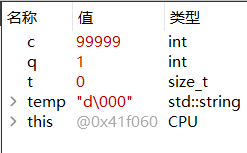 名称 值 类型
c 99999 int
q 1 int
t 0 size_t
> temp "d\000" std::string
> this @0x41f060 CPU